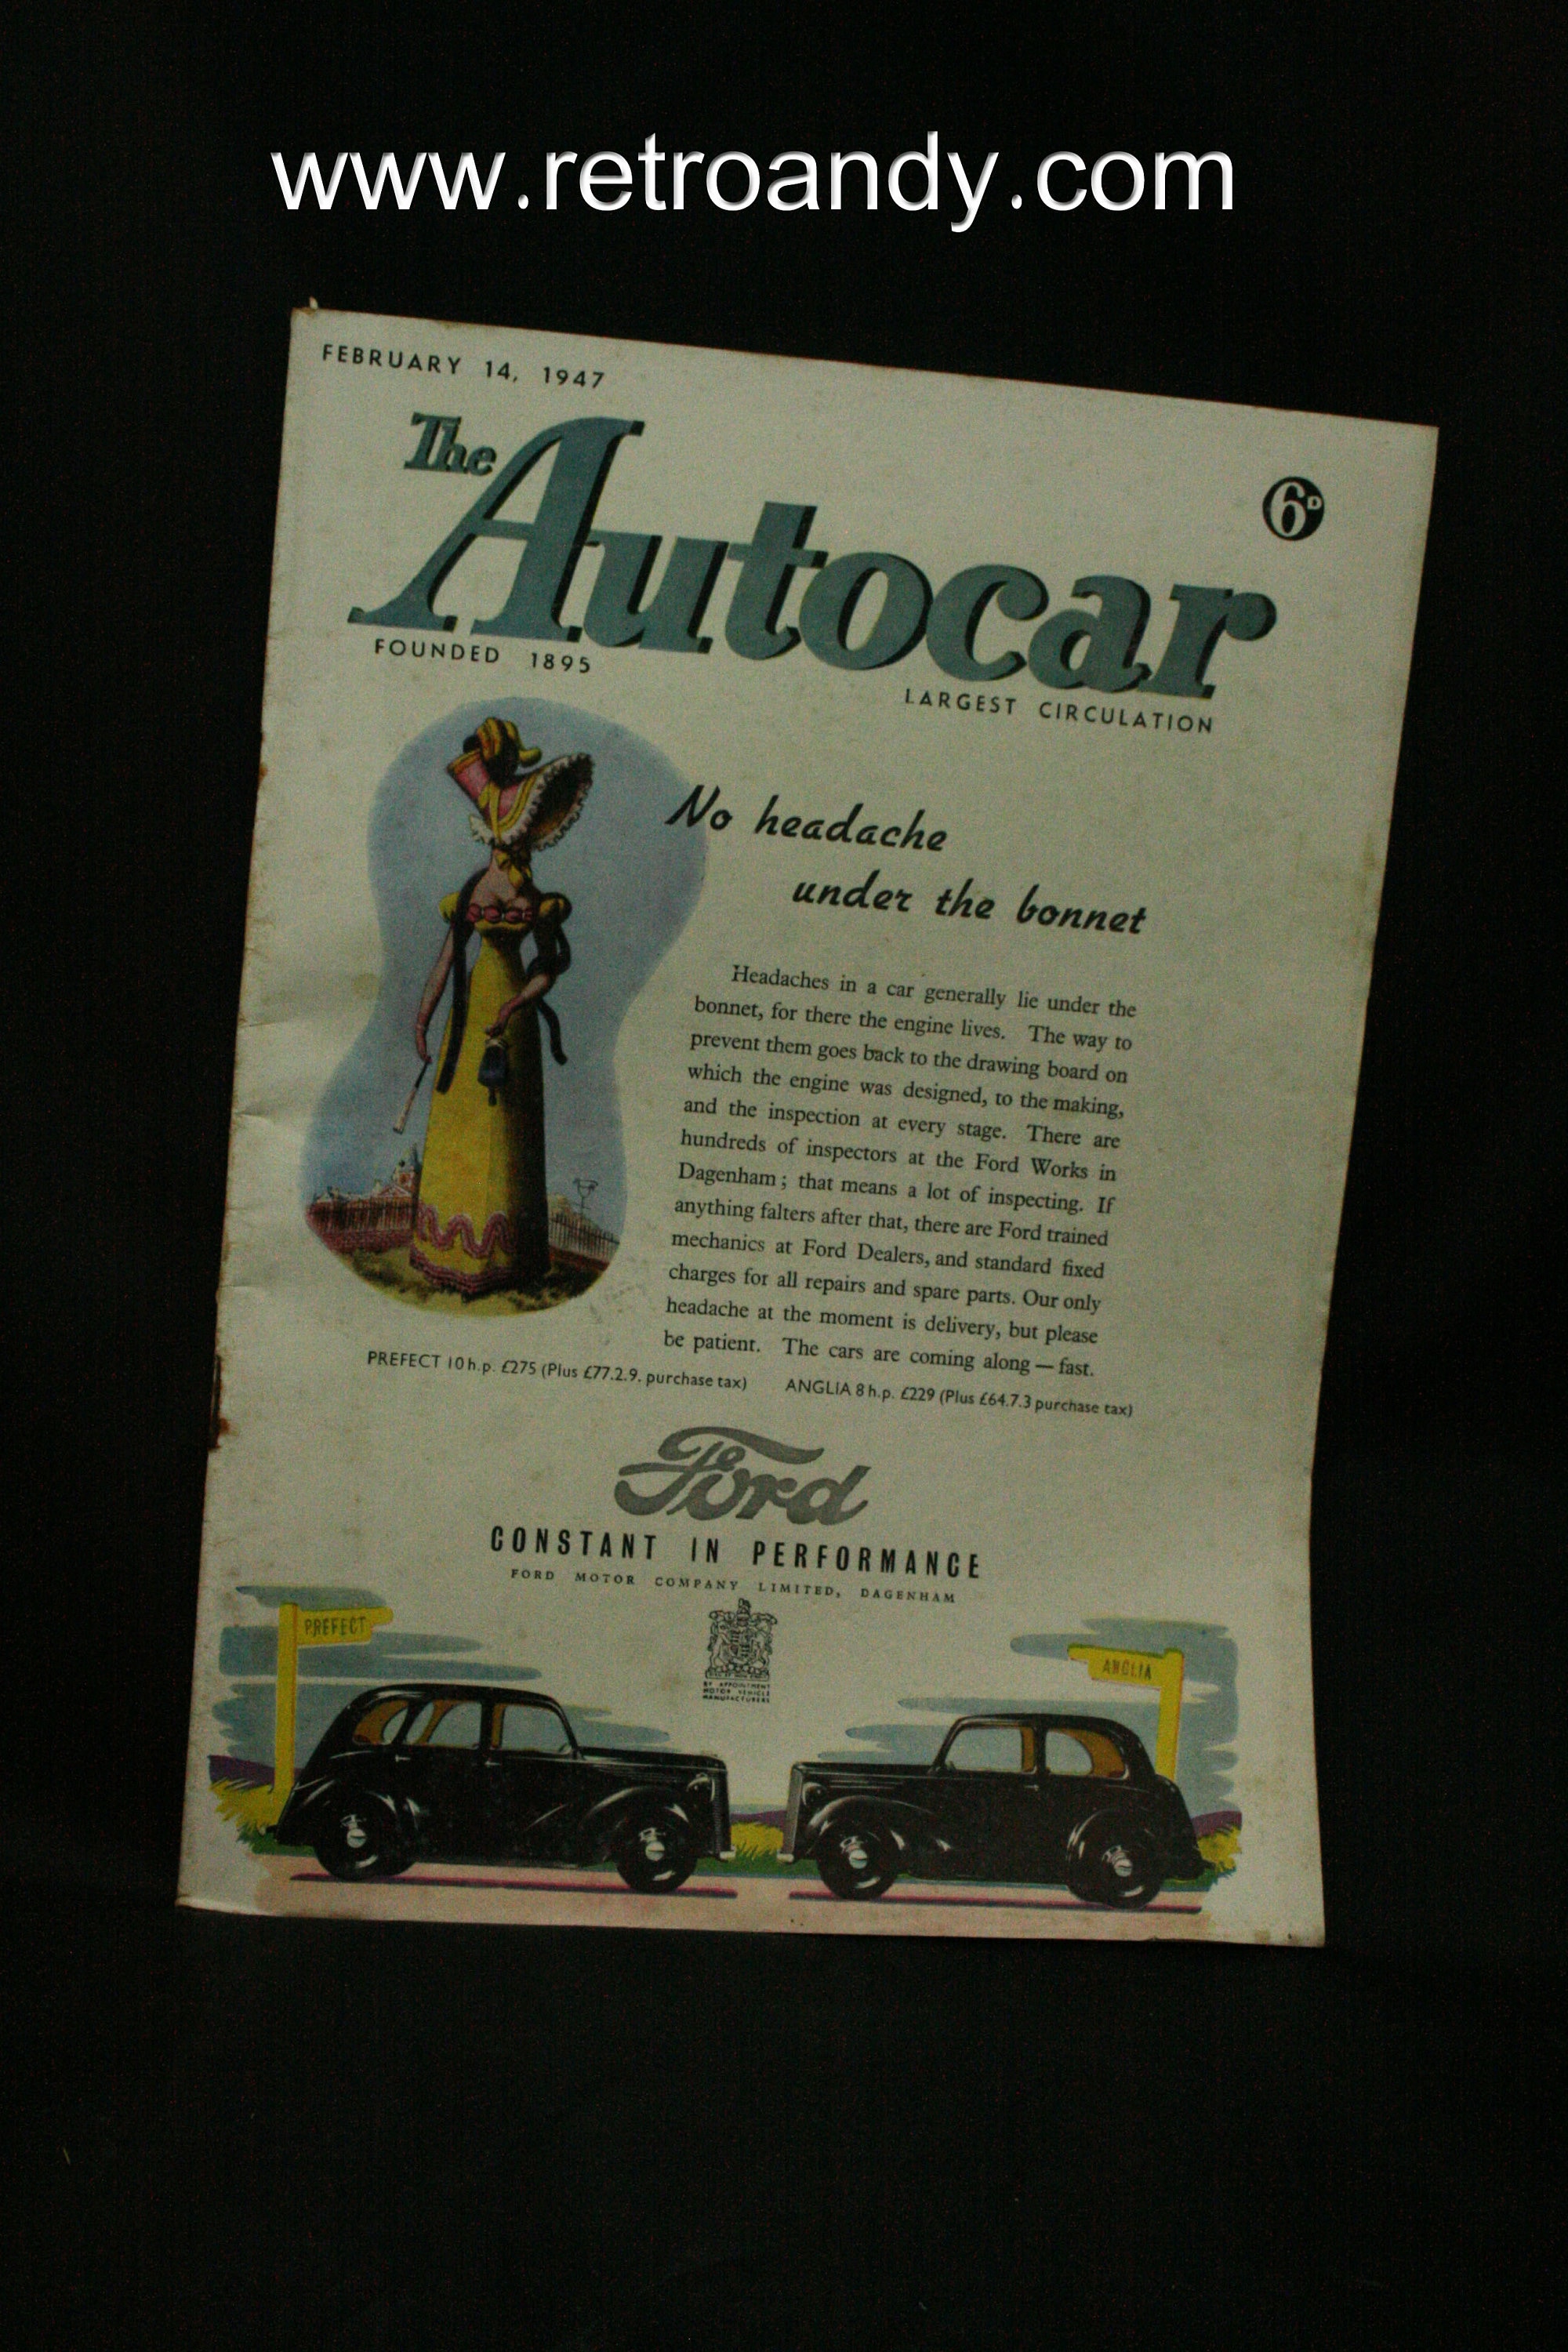 www.retroandy.com
FEBRUARY 14, 1947
The
Autocar
6D
FOUNDED 1895
LARGEST CIRCULATION
No headache
under the bonnet
Headaches in a car generally lie under the
bonnet, for there the engine lives. The way to
prevent them goes back to the drawing board on
which the engine was designed, to the making,
and the inspection at every stage. There are
hundreds of inspectors at the Ford Works in
Dagenham; that means a lot of inspecting. If
anything falters after that, there are Ford trained
mechanics at Ford Dealers, and standard fixed
charges for all repairs and spare parts. Our only
headache at the moment is delivery, but please
be patient. The cars are coming along — fast.
PREFECT 10 h.p. £275 (Plus £77.2.9. purchase tax) ANGLIA 8 h.p. £229 (Plus £64.7.3 purchase tax)
Ford
CONSTANT IN PERFORMANCE
FORD MOTOR COMPANY LIMITED, DAGENHAM
BY APPOINTMENT
MOTOR VEHICLE
MANUFACTURERS
PREFECT
ANGLIA